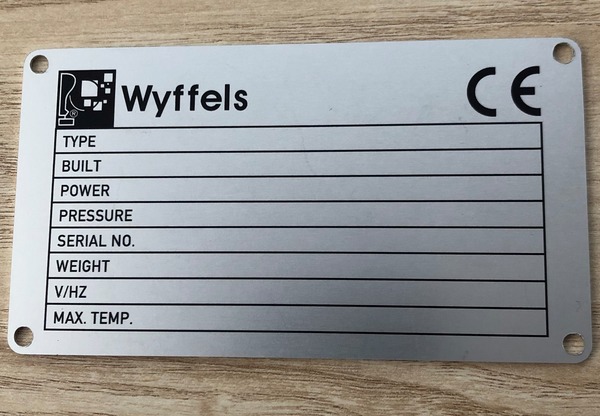 ® Wyffels CE
TYPE
BUILT
POWER
PRESSURE
SERIAL NO.
WEIGHT
V/HZ
MAX. TEMP.